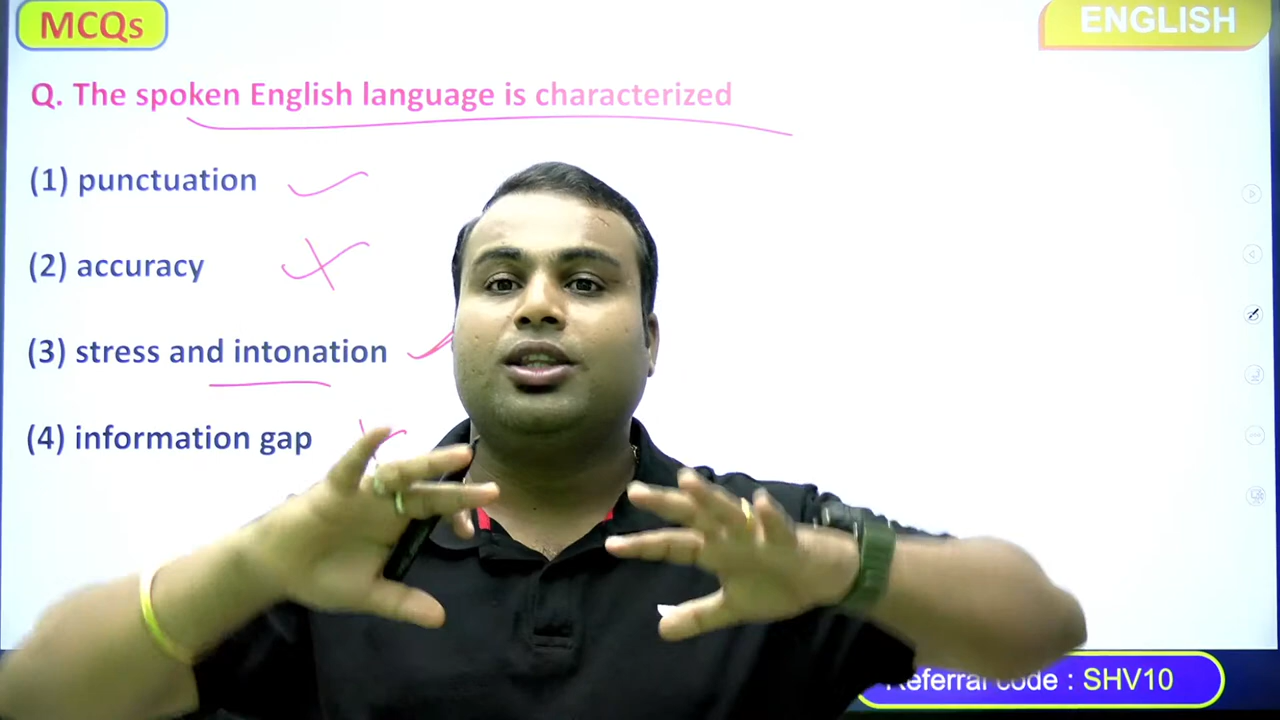 MCQs
ENGLISH
Q. The spoken English language is characterized
(1) punctuation
(2) accuracy
(3) stress and intonation
(4) information gap
Referral code : SHV10